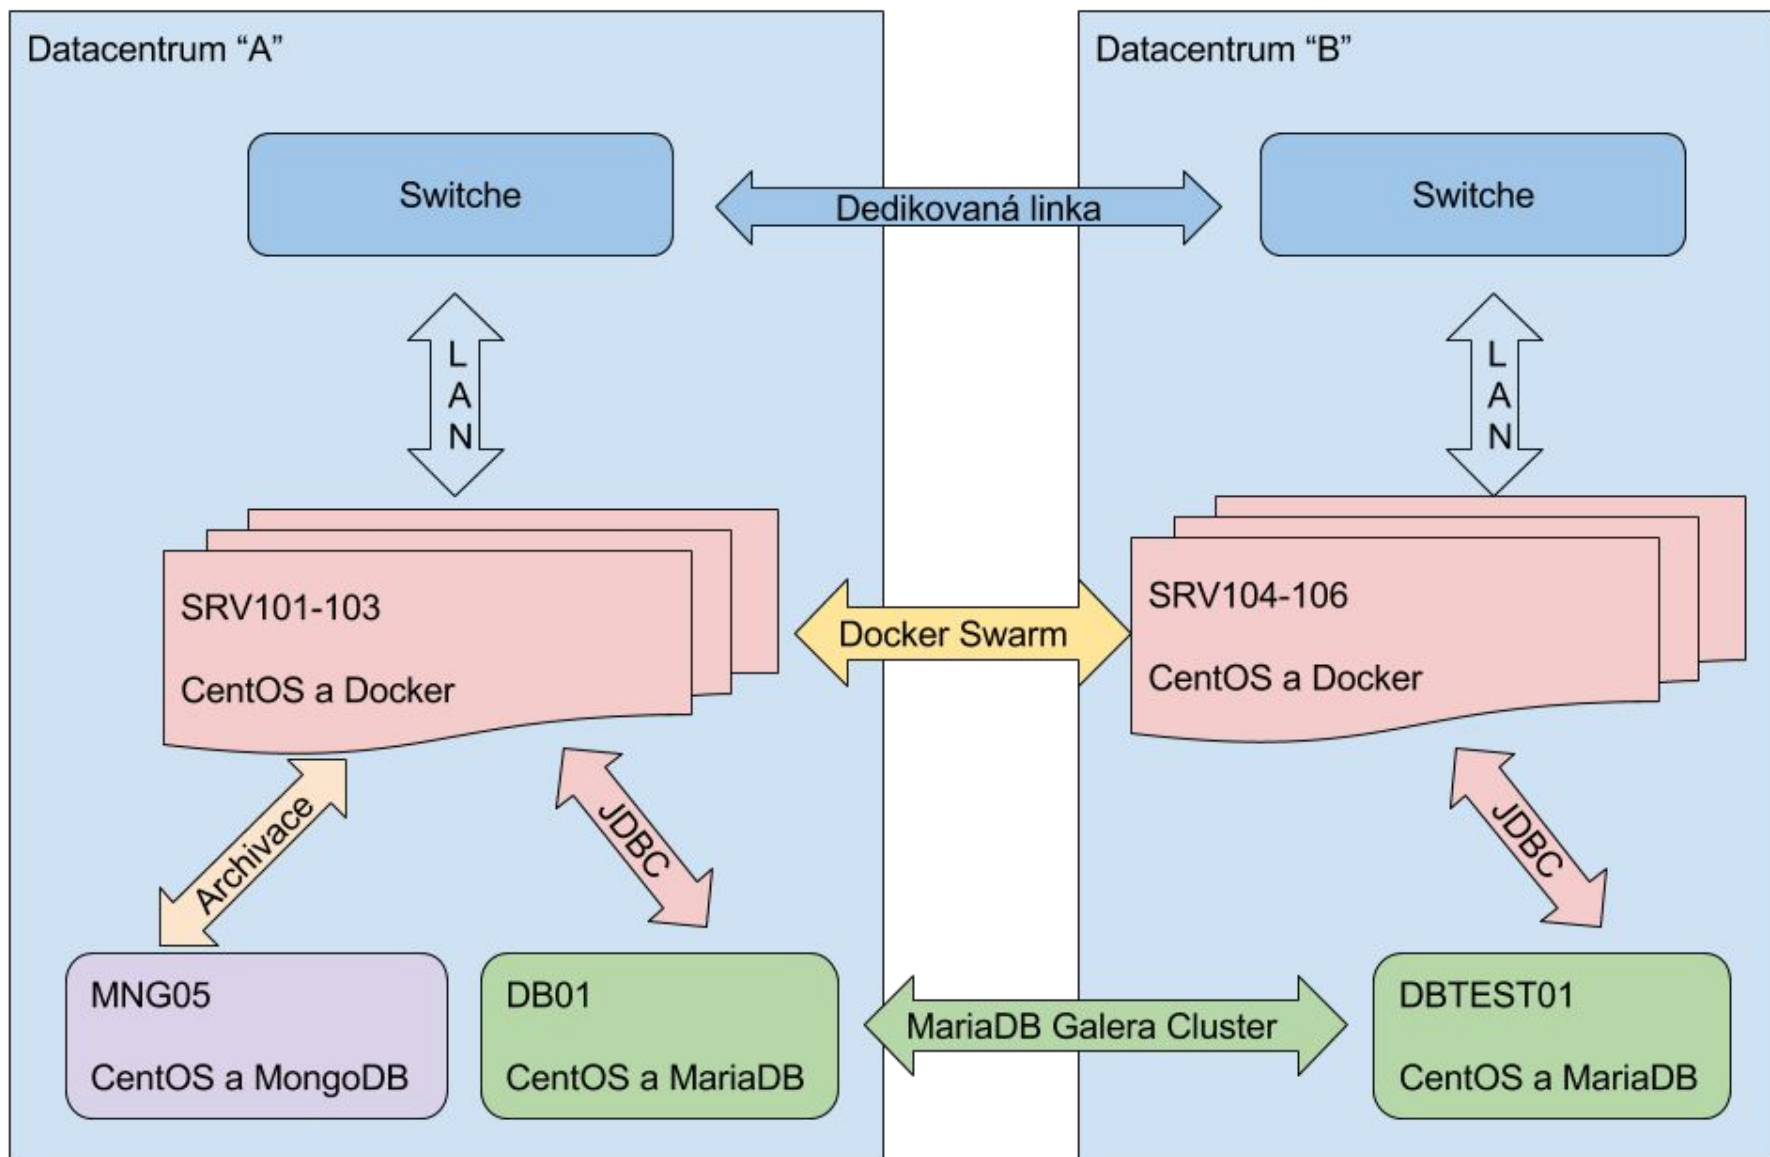 Datacentrum “A”
Datacentrum “B”
Switche
Dedikovaná linka
Switche
L
A
N
L
A
N
SRV101-103
CentOS a Docker
Docker Swarm
SRV104-106
CentOS a Docker
Archivace
JDBC
JDBC
MNG05
CentOS a MongoDB
DB01
CentOS a MariaDB
MariaDB Galera Cluster
DBTEST01
CentOS a MariaDB